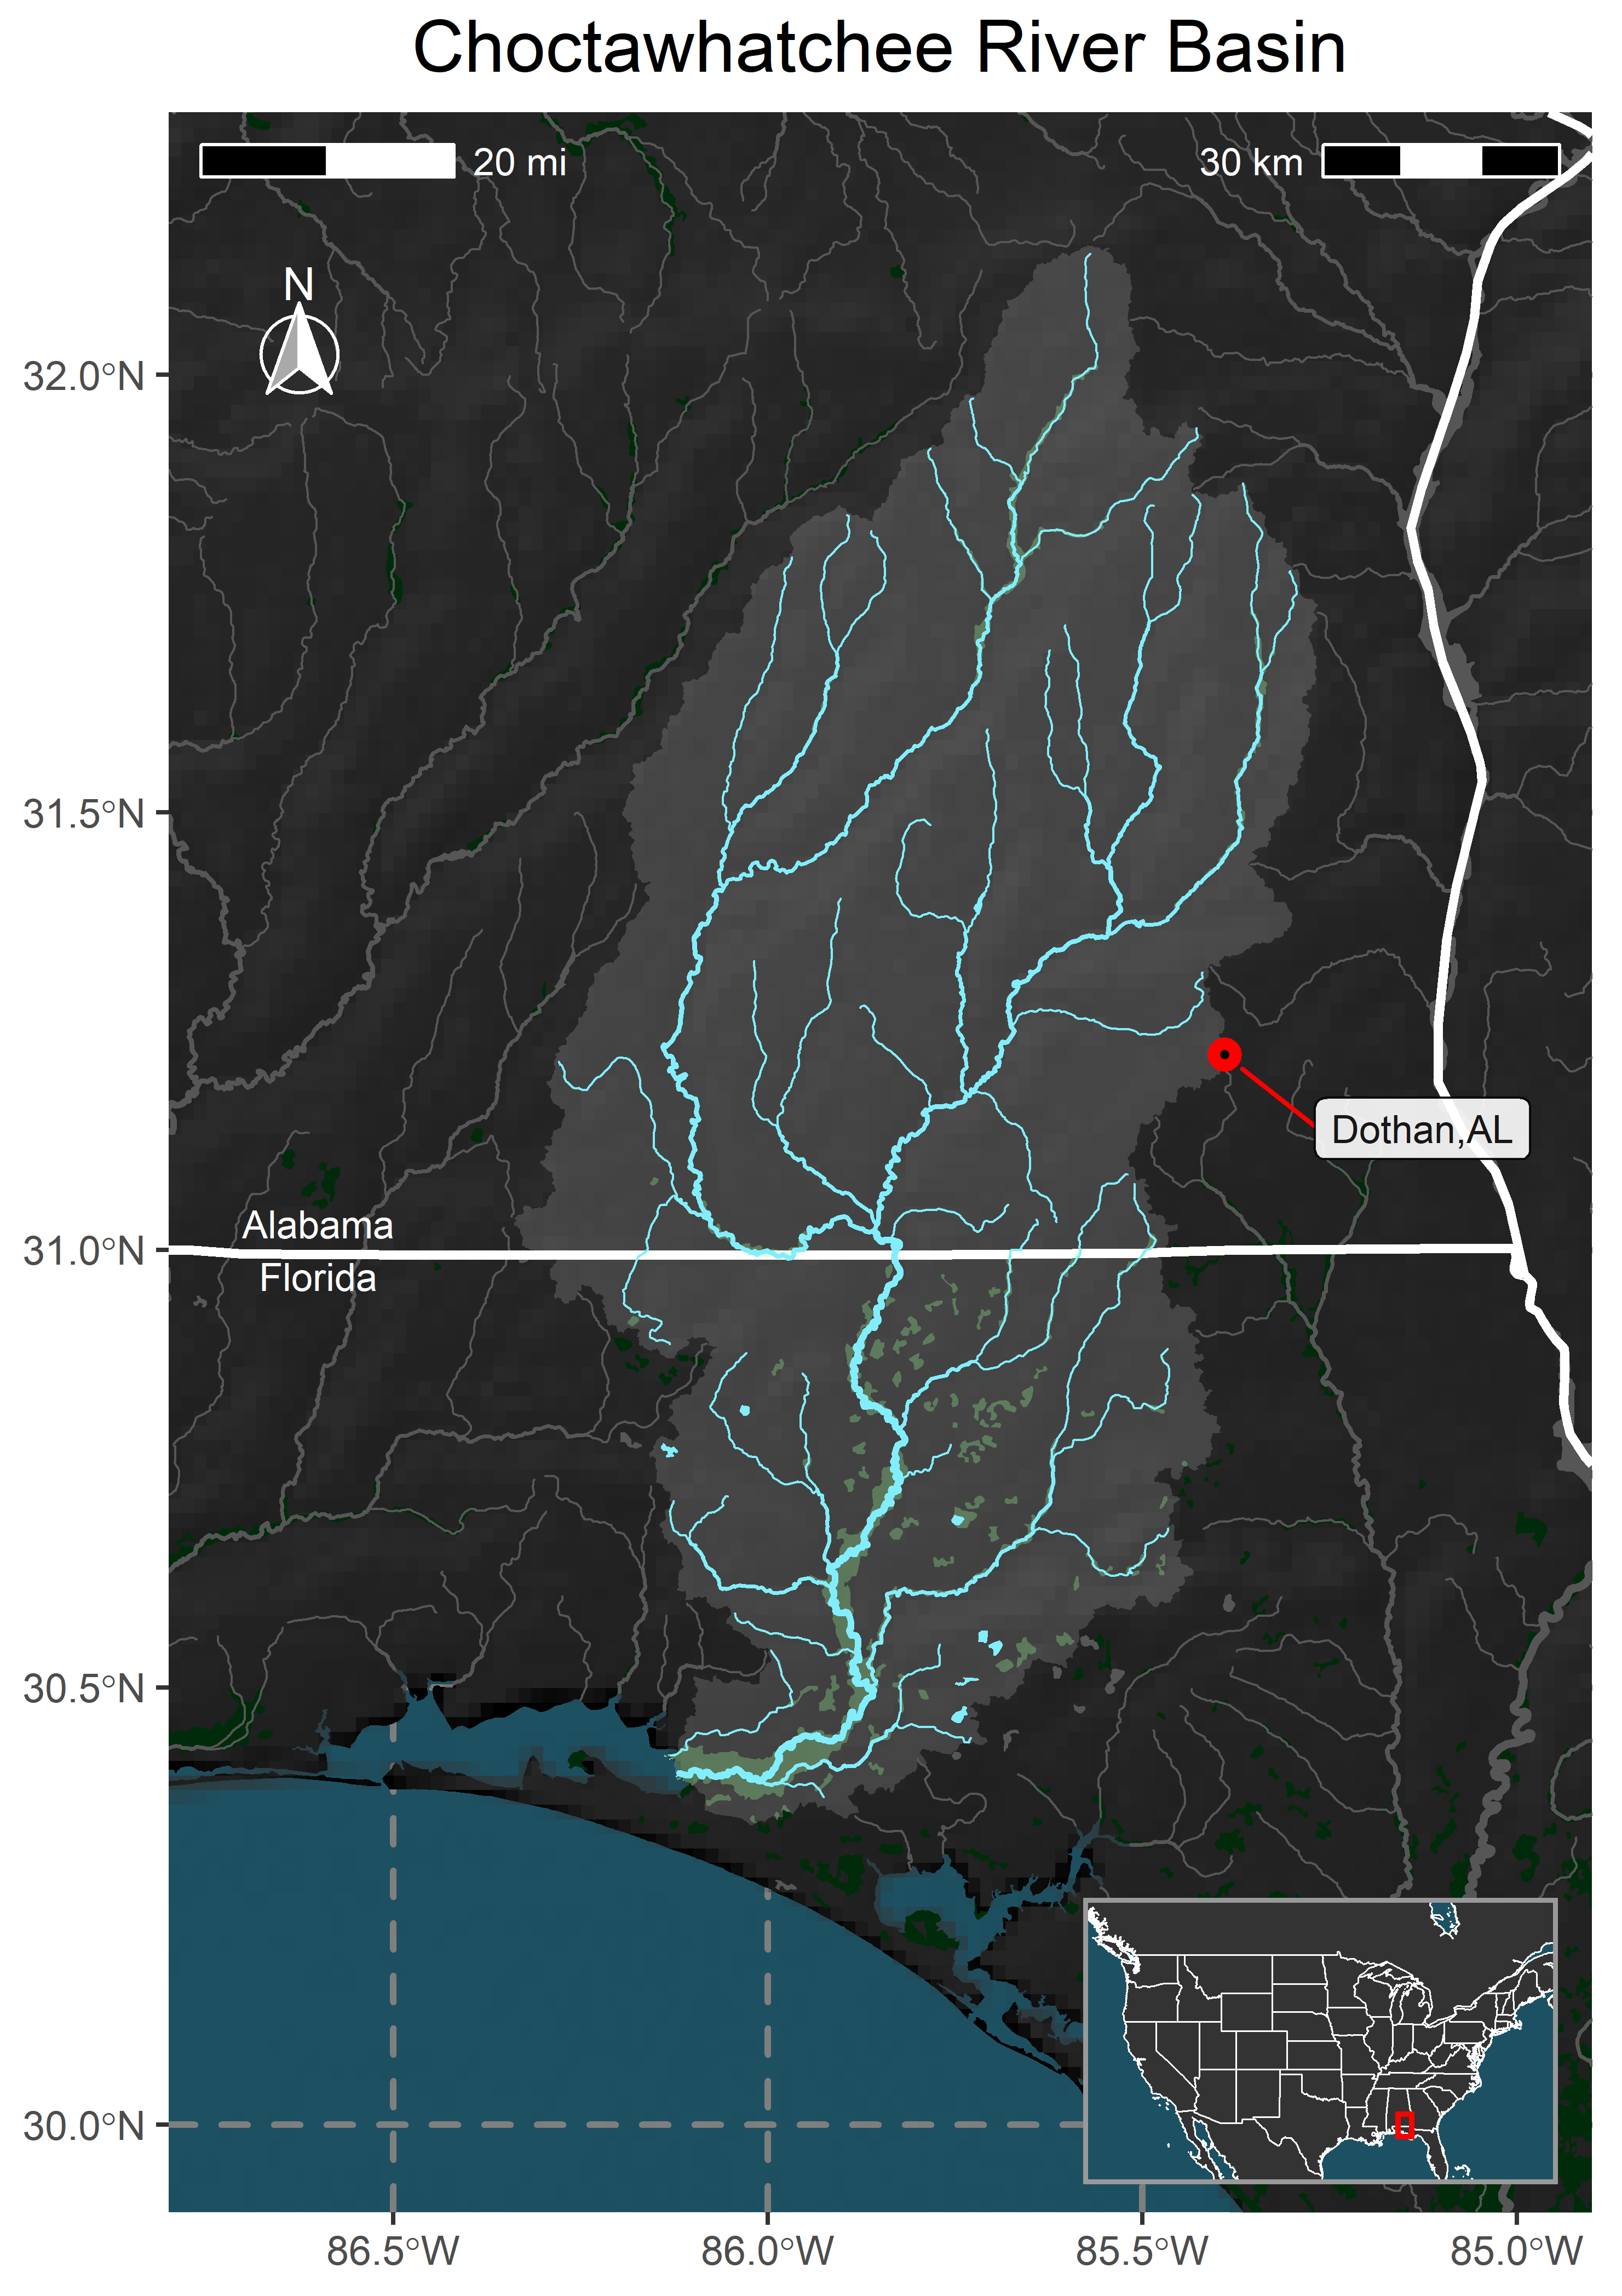 Choctawhatchee River Basin
20 mi
30 km
N
32.0°N
31.5°N
Dothan,AL
Alabama
31.0°N
Florida
30.5°N
30.0°N
86.5°W
86.0°W
85.5°W
85.0°W